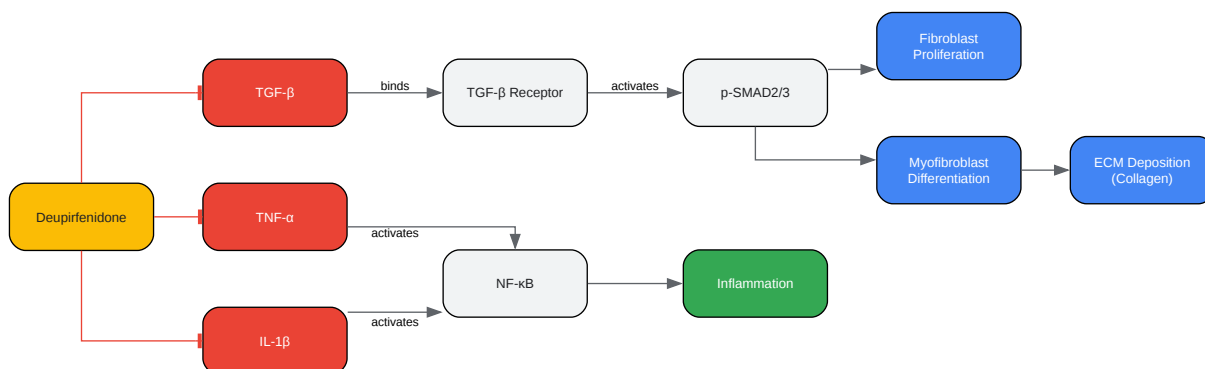 Fibroblast
Proliferation
TGF-β
binds
TGF-β Receptor
activates
p-SMAD2/3
Myofibroblast
Differentiation
ECM Deposition
(Collagen)
Deupirfenidone
TNF-α
activates
NF-κB
Inflammation
activates
IL-1β